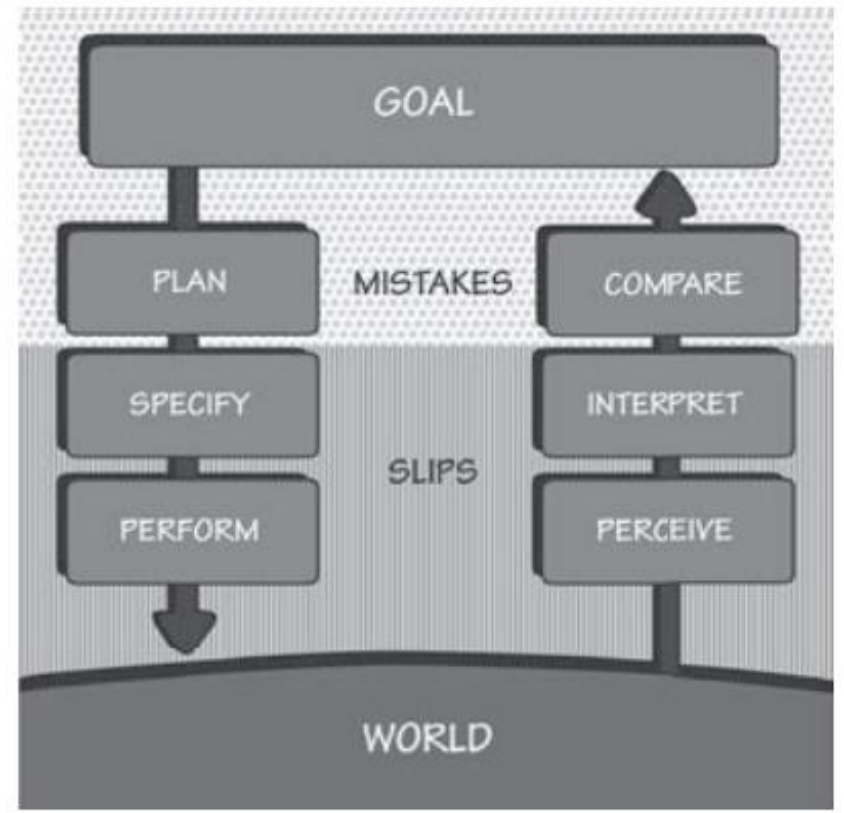 GOAL
PLAN
MISTAKES
COMPARE
SPECIFY
INTERPRET
SLIPS
PERFORM
PERCEIVE
WORLD